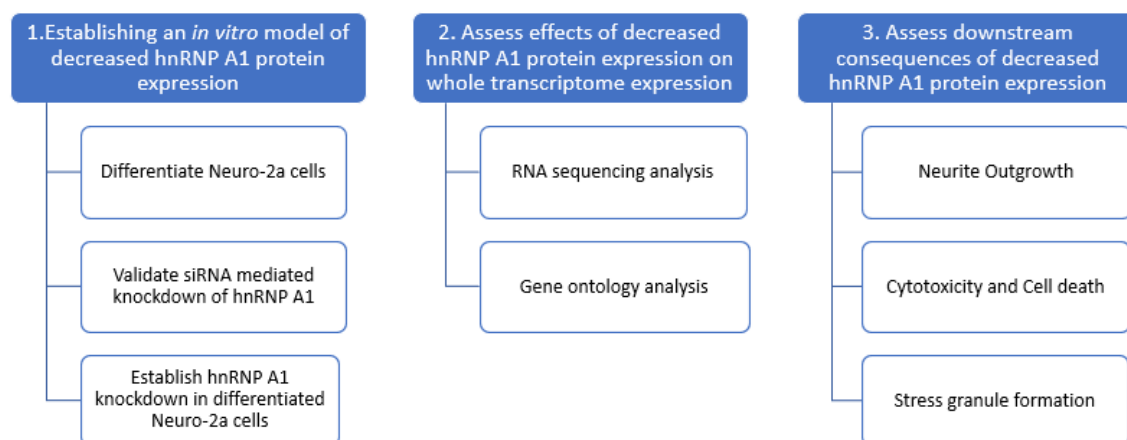 1.Establishing an in vitro model of
decreased hnRNP A1 protein
expression
Differentiate Neuro-2a cells
Validate siRNA mediated
knockdown of hnRNP A1
Establish hnRNP A1
knockdown in differentiated
Neuro-2a cells
2. Assess effects of decreased
hnRNP A1 protein expression on
whole transcriptome expression
RNA sequencing analysis
Gene ontology analysis
3. Assess downstream
consequences of decreased
hnRNP A1 protein expression
Neurite Outgrowth
Cytotoxicity and Cell death
Stress granule formation